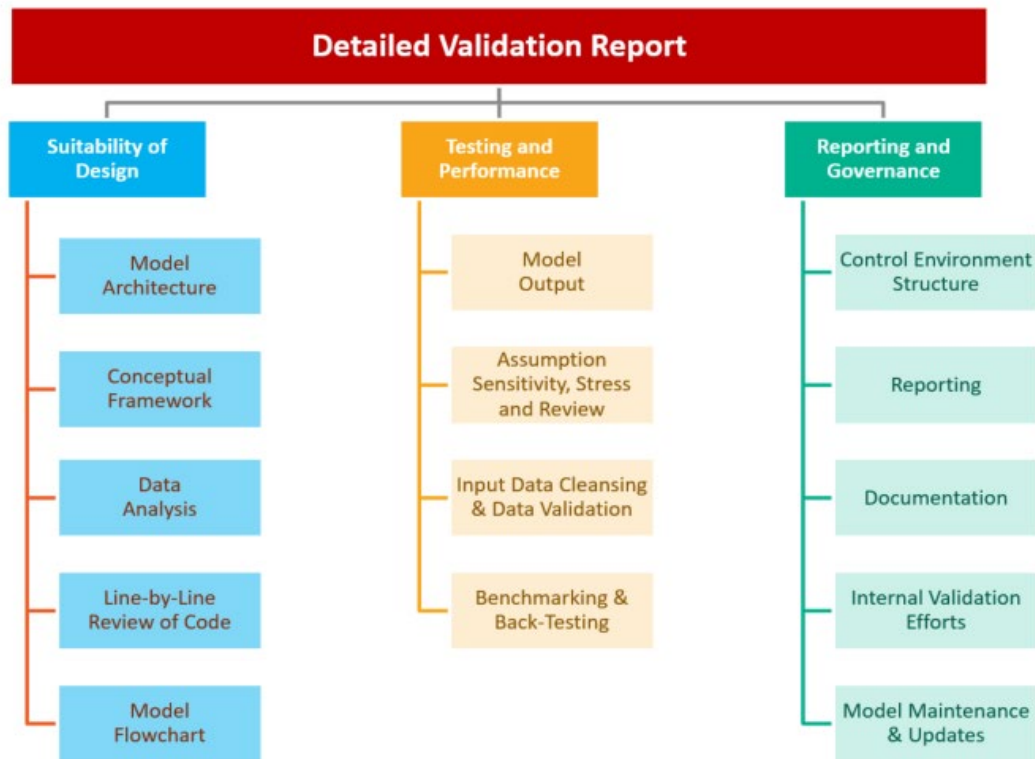 Detailed Validation Report
Suitability of
Design
Model
Architecture
Conceptual
Framework
Data
Analysis
Line-by-Line
Review of Code
Model
Flowchart
Testing and
Performance
Model
Output
Assumption
Sensitivity, Stress
and Review
Input Data Cleansing
& Data Validation
Benchmarking &
Back-Testing
Reporting and
Governance
Control Environment
Structure
Reporting
Documentation
Internal Validation
Efforts
Model Maintenance
& Updates